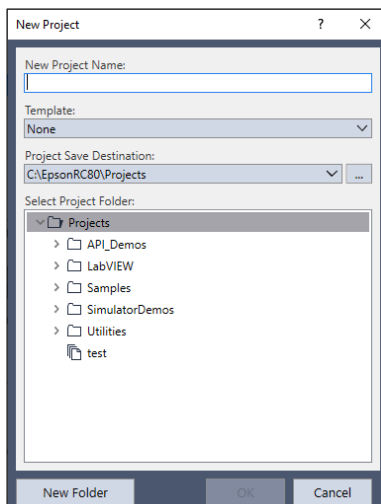 New Project
?
New Project Name:
Template:
None
Project Save Destination:
C:\EpsonRC80\Projects
...
Select Project Folder:
Projects
API_Demos
LabVIEW
Samples
SimulatorDemos
Utilities
test
New Folder
OK
Cancel